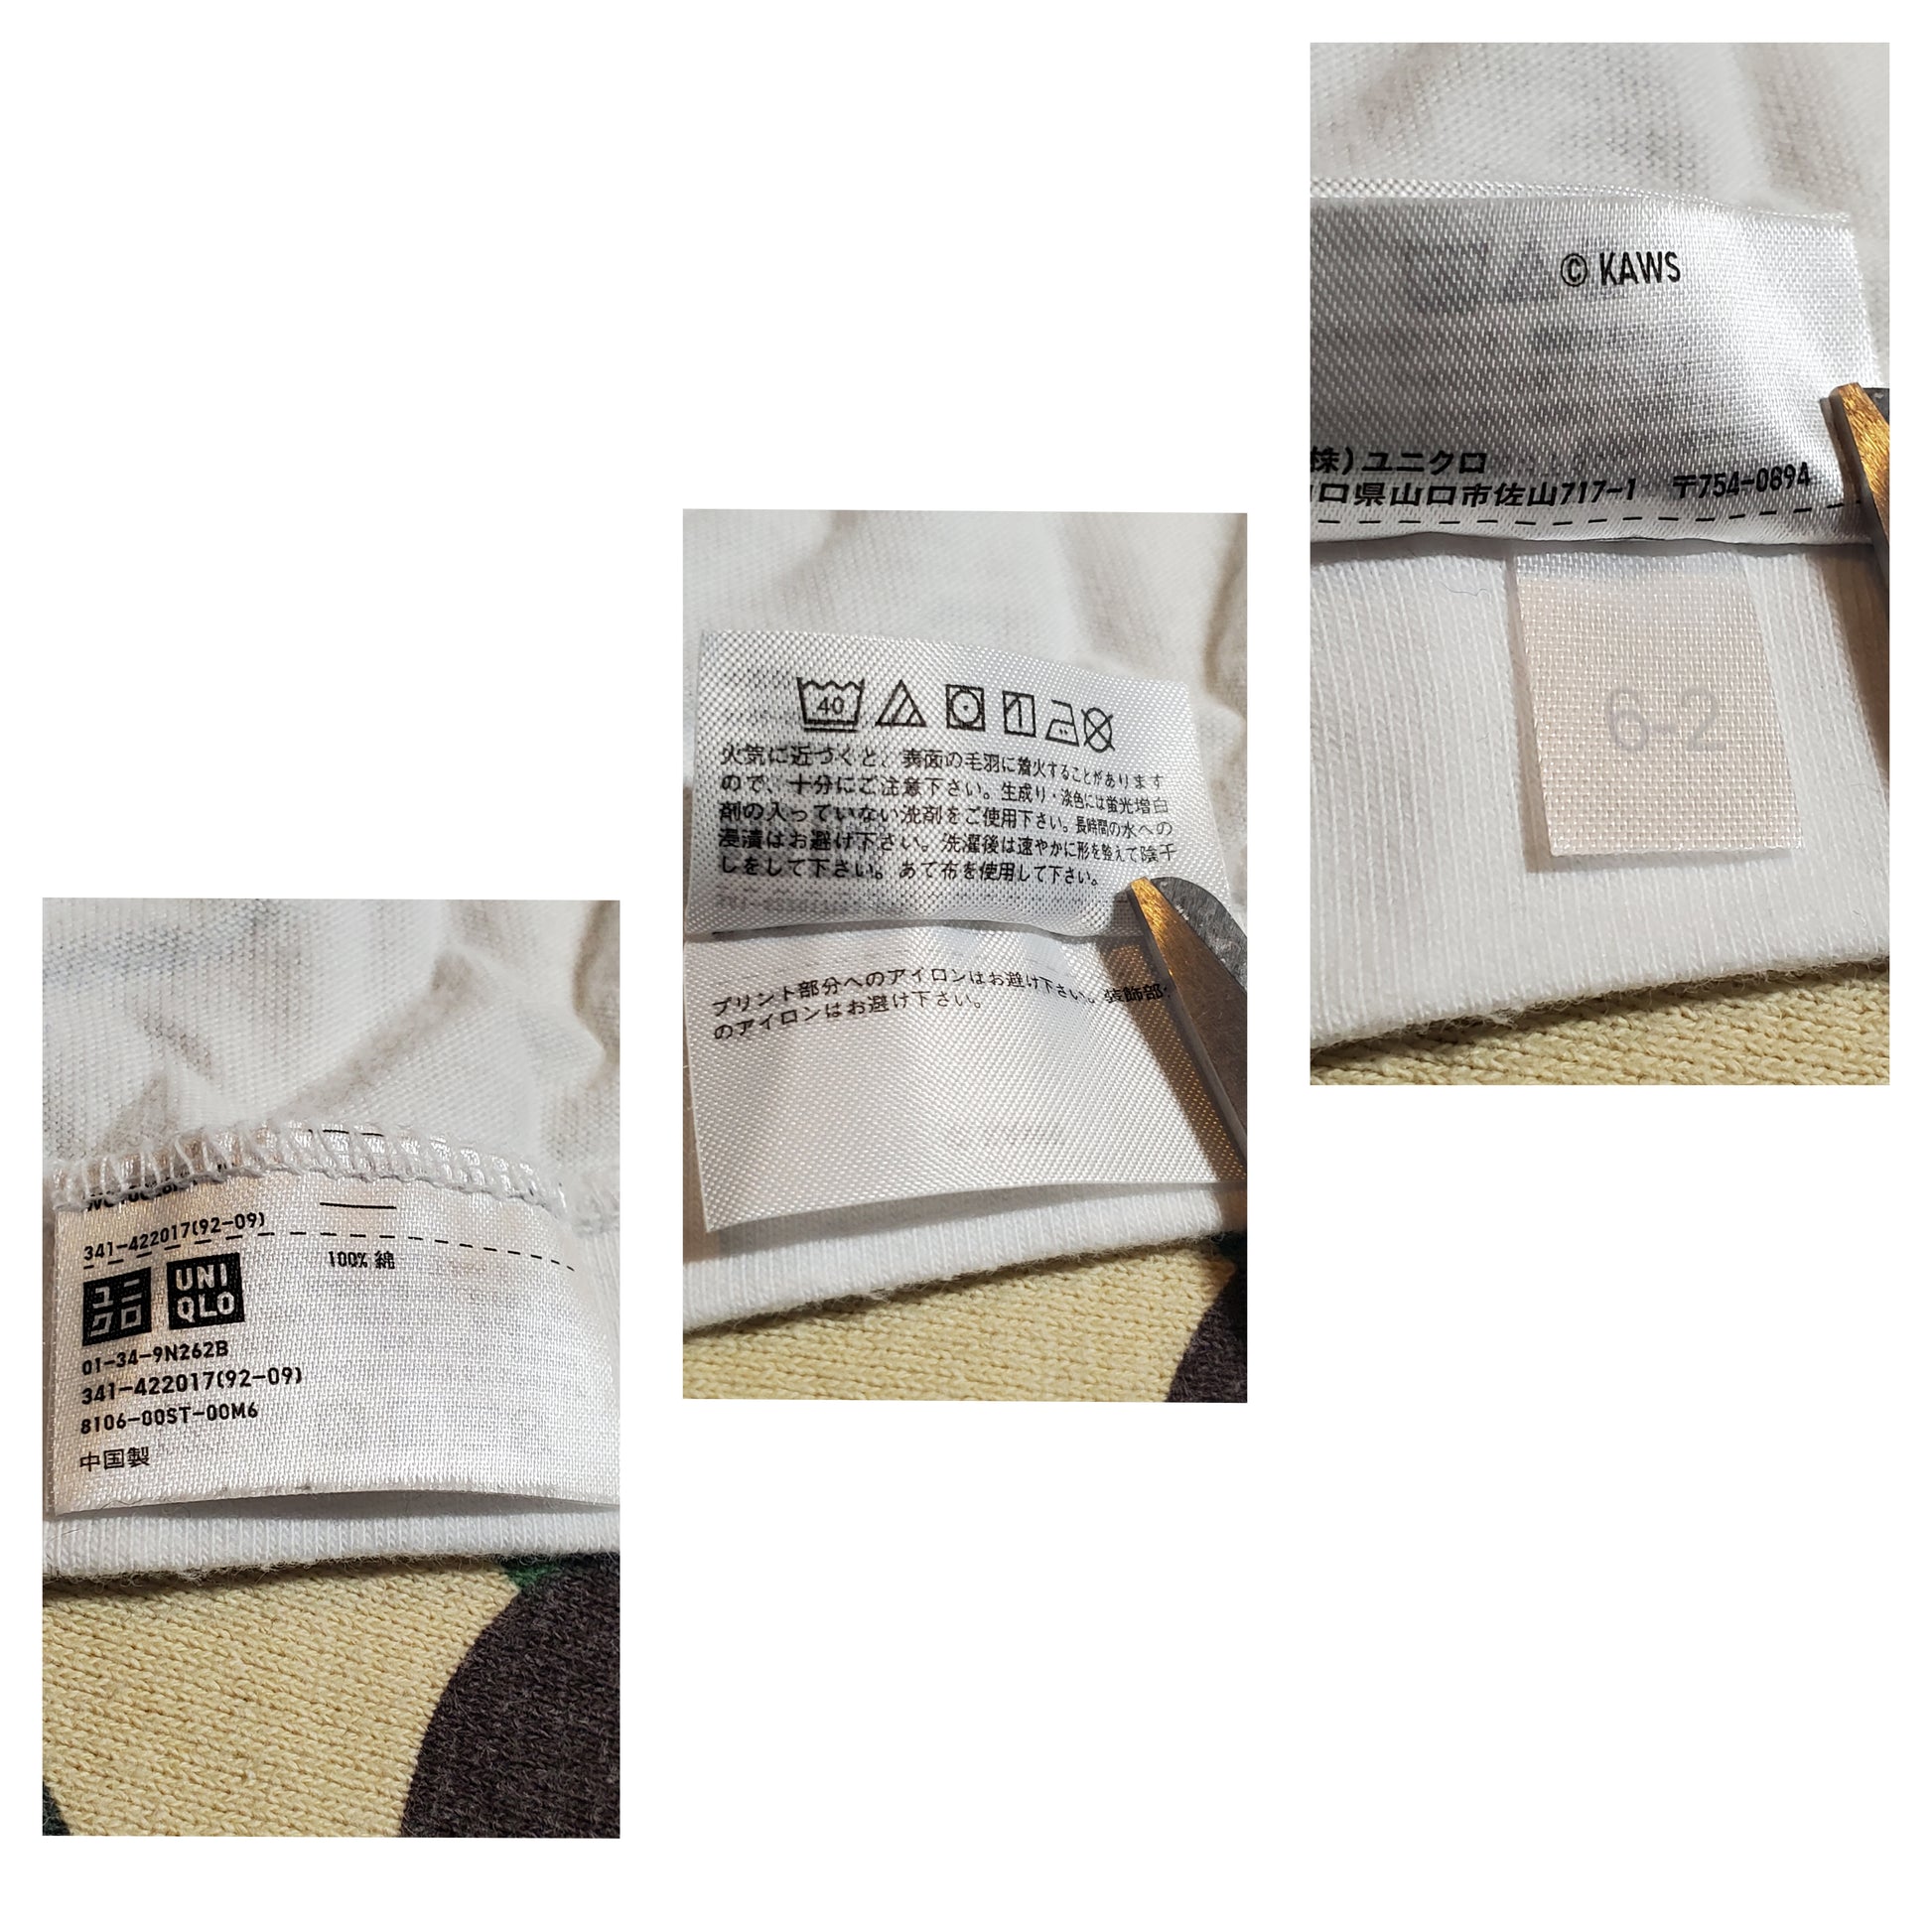 341-422017(92-09)
100% 綿
ユニ
クロ
UNI
QLO
01-34-9N262B
341-422017(92-09)
8106-00ST-00M6
中国製
40
火気に近づくと、表面の毛羽に着火することがあります
ので、十分にご注意下さい。生成り・淡色には蛍光増白
剤の入っていない洗剤をご使用下さい。長時間の水への
浸漬はお避け下さい。洗濯後は速やかに形を整えて陰干
しをして下さい。あて布を使用して下さい。
プリント部分へのアイロンはお避け下さい。装飾部
のアイロンはお避け下さい。
© KAWS
株)ユニクロ
口県山口市佐山717-1 〒754-0894
6-2